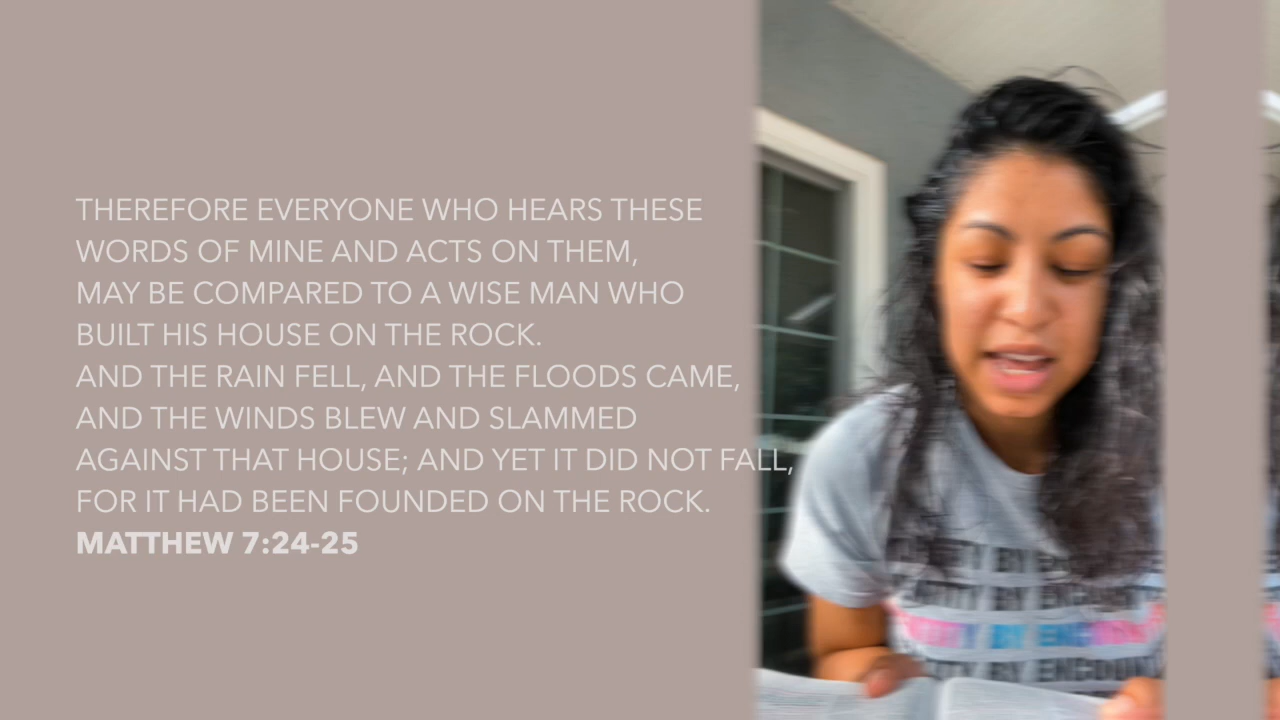 THEREFORE EVERYONE WHO HEARS THESE
WORDS OF MINE AND ACTS ON THEM,
MAY BE COMPARED TO A WISE MAN WHO
BUILT HIS HOUSE ON THE ROCK.
AND THE RAIN FELL, AND THE FLOODS CAME,
AND THE WINDS BLEW AND SLAMMED
AGAINST THAT HOUSE; AND YET IT DID NOT FALL,
FOR IT HAD BEEN FOUNDED ON THE ROCK.
MATTHEW 7:24-25